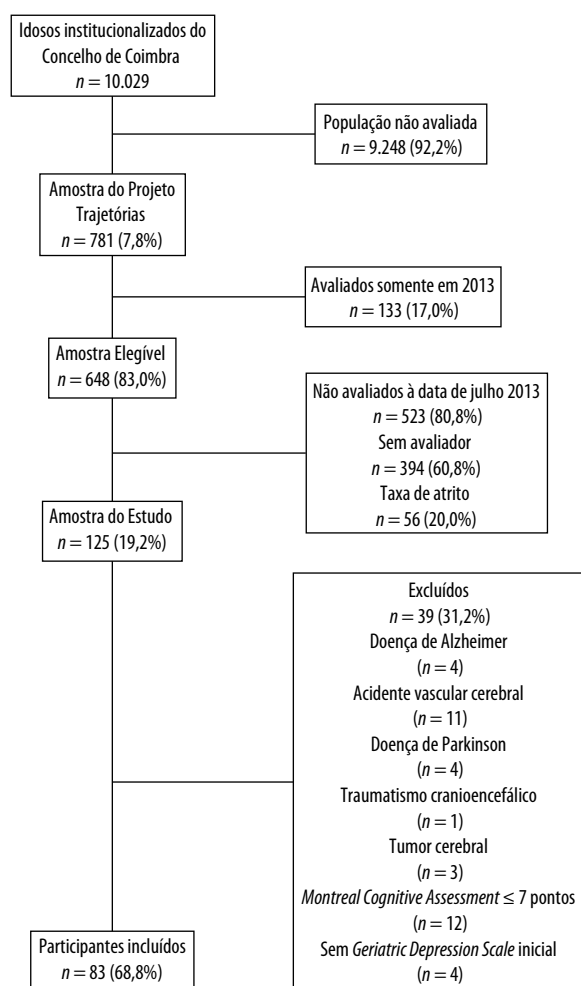 Idosos institucionalizados do
Concelho de Coimbra
n = 10.029
População não avaliada
n = 9.248 (92,2%)
Amostra do Projeto
Trajetórias
n = 781 (7,8%)
Avaliados somente em 2013
n = 133 (17,0%)
Amostra Elegível
n = 648 (83,0%)
Não avaliados à data de julho 2013
n = 523 (80,8%)
Sem avaliador
n = 394 (60,8%)
Taxa de atrito
n = 56 (20,0%)
Amostra do Estudo
n = 125 (19,2%)
Excluídos
n = 39 (31,2%)
Doença de Alzheimer
(n = 4)
Acidente vascular cerebral
(n = 11)
Doença de Parkinson
(n = 4)
Traumatismo cranioencefálico
(n = 1)
Tumor cerebral
(n = 3)
Montreal Cognitive Assessment ≤ 7 pontos
(n = 12)
Sem Geriatric Depression Scale inicial
(n = 4)
Participantes incluídos
n = 83 (68,8%)